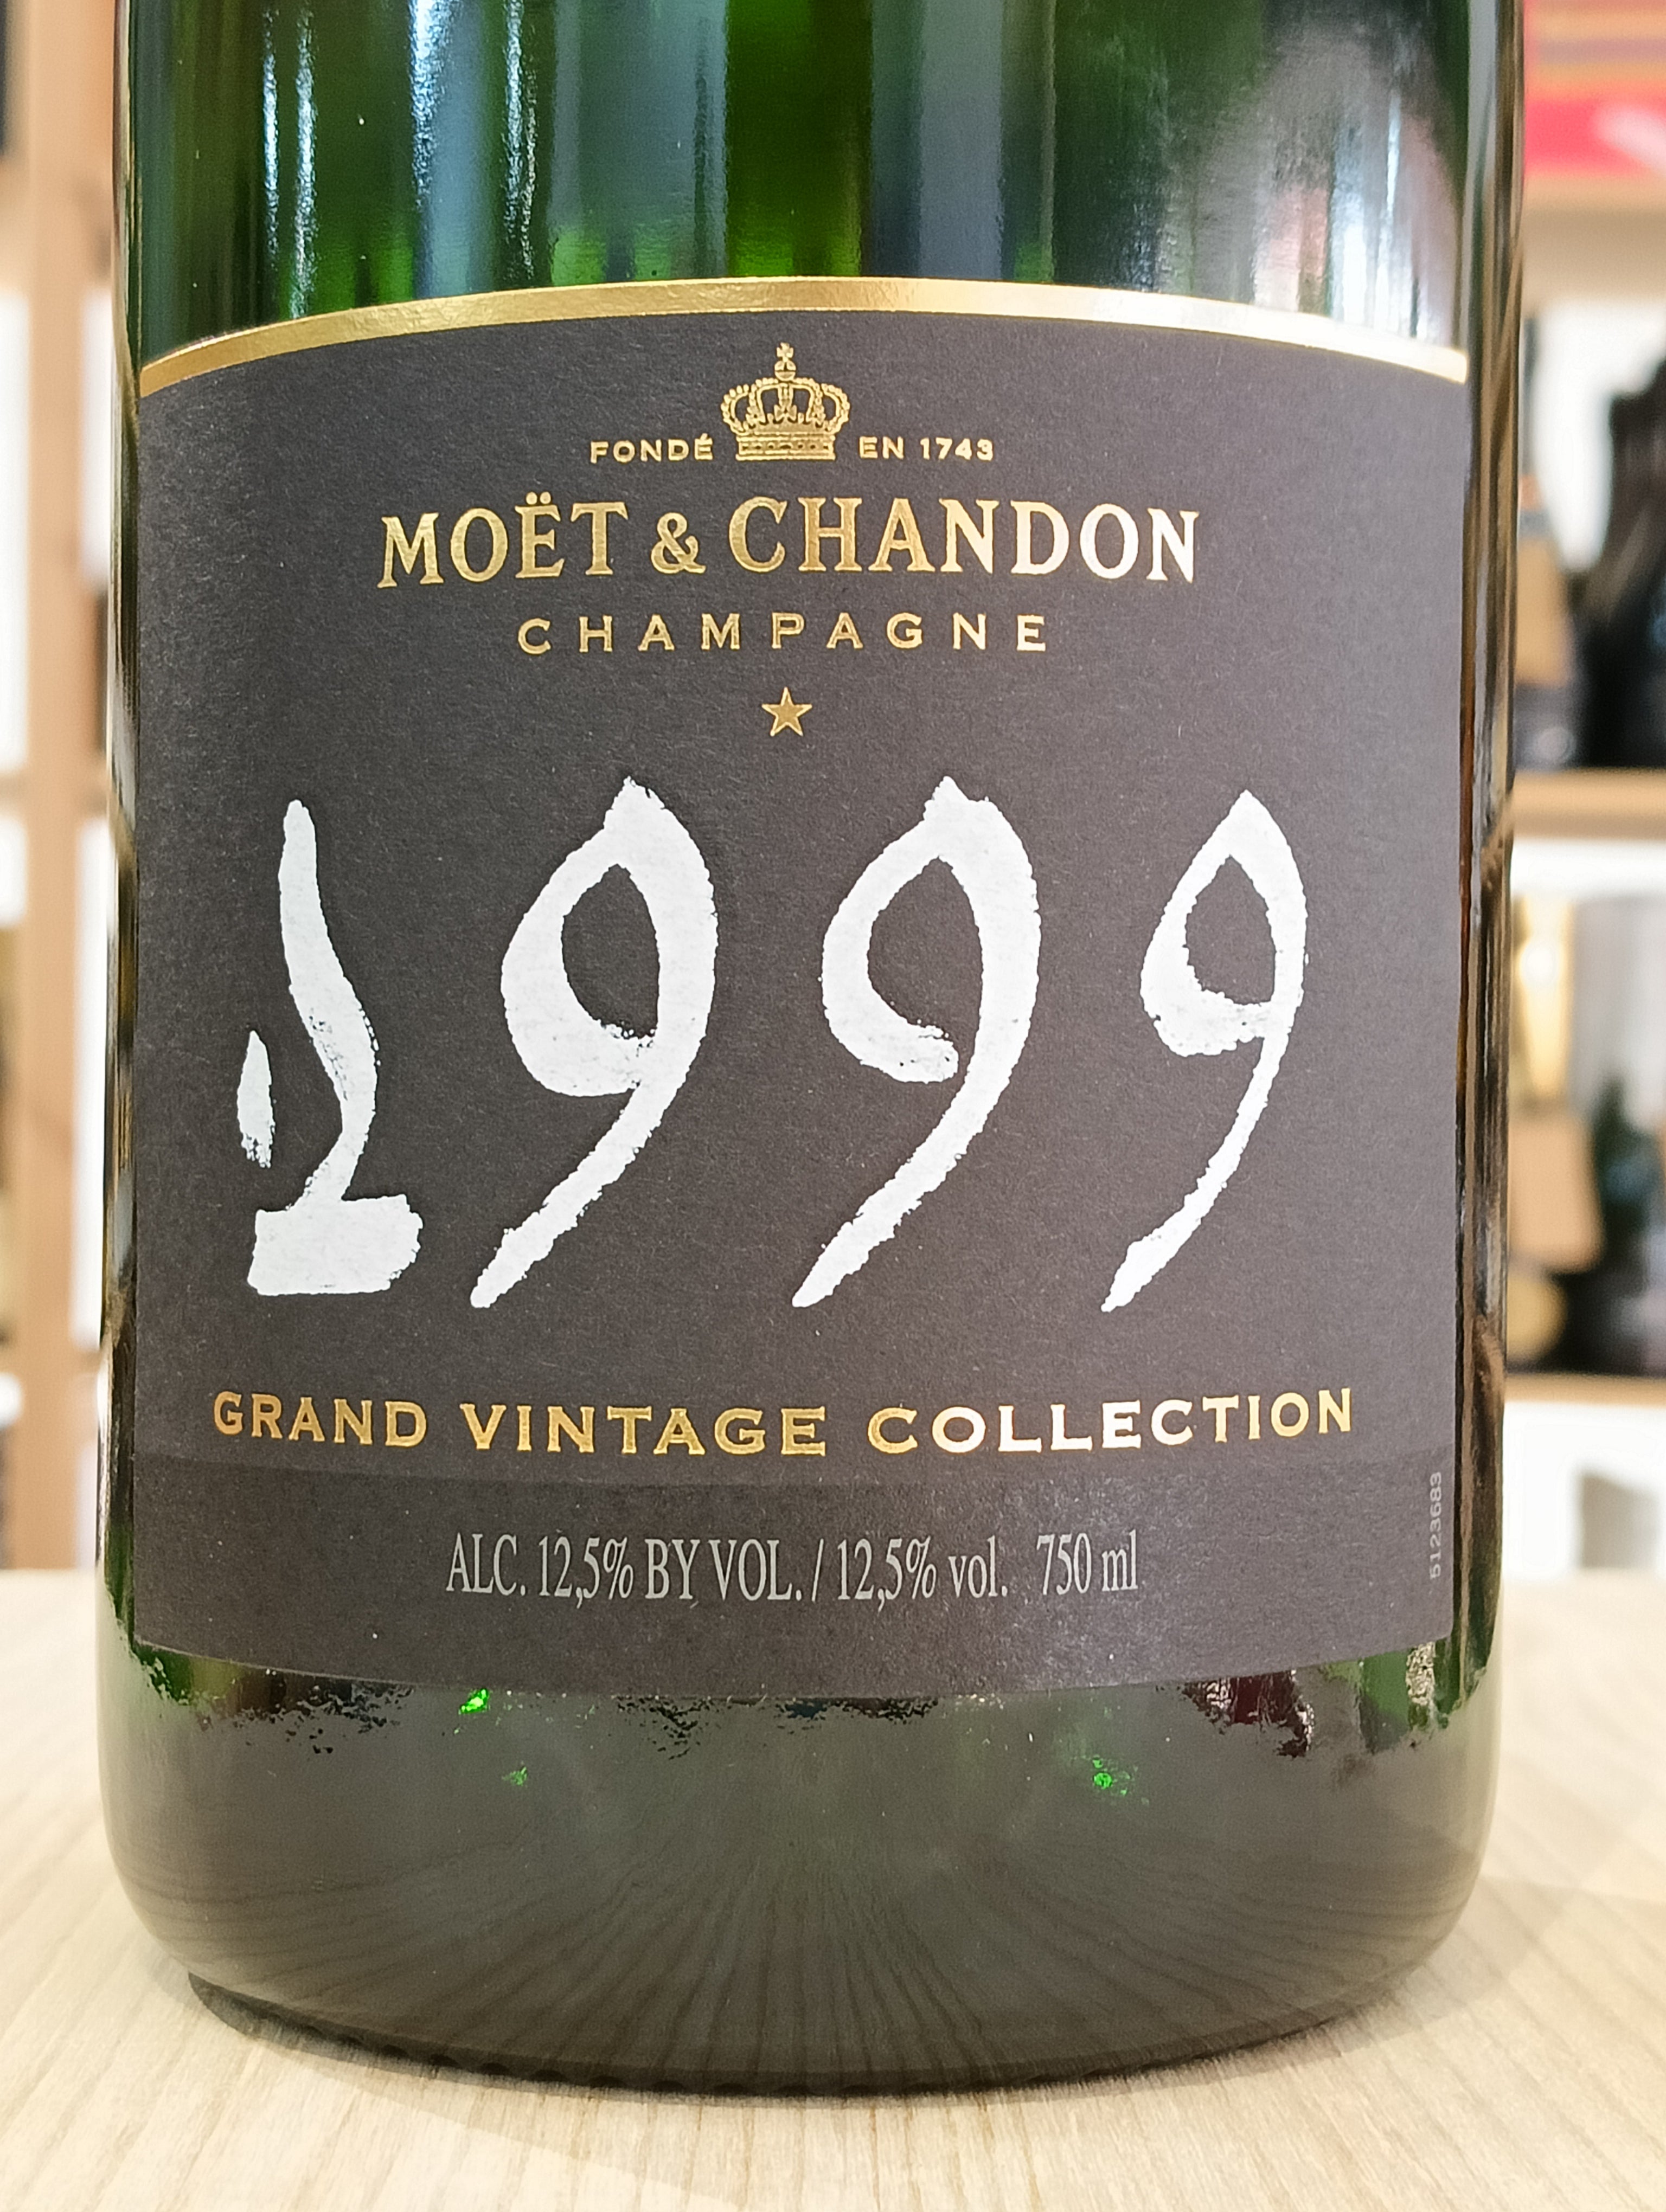 FONDÉ EN 1743
MOËT & CHANDON
CHAMPAGNE
1999
GRAND VINTAGE COLLECTION
ALC. 12,5% BY VOL. / 12,5% vol. 750 ml
5123683